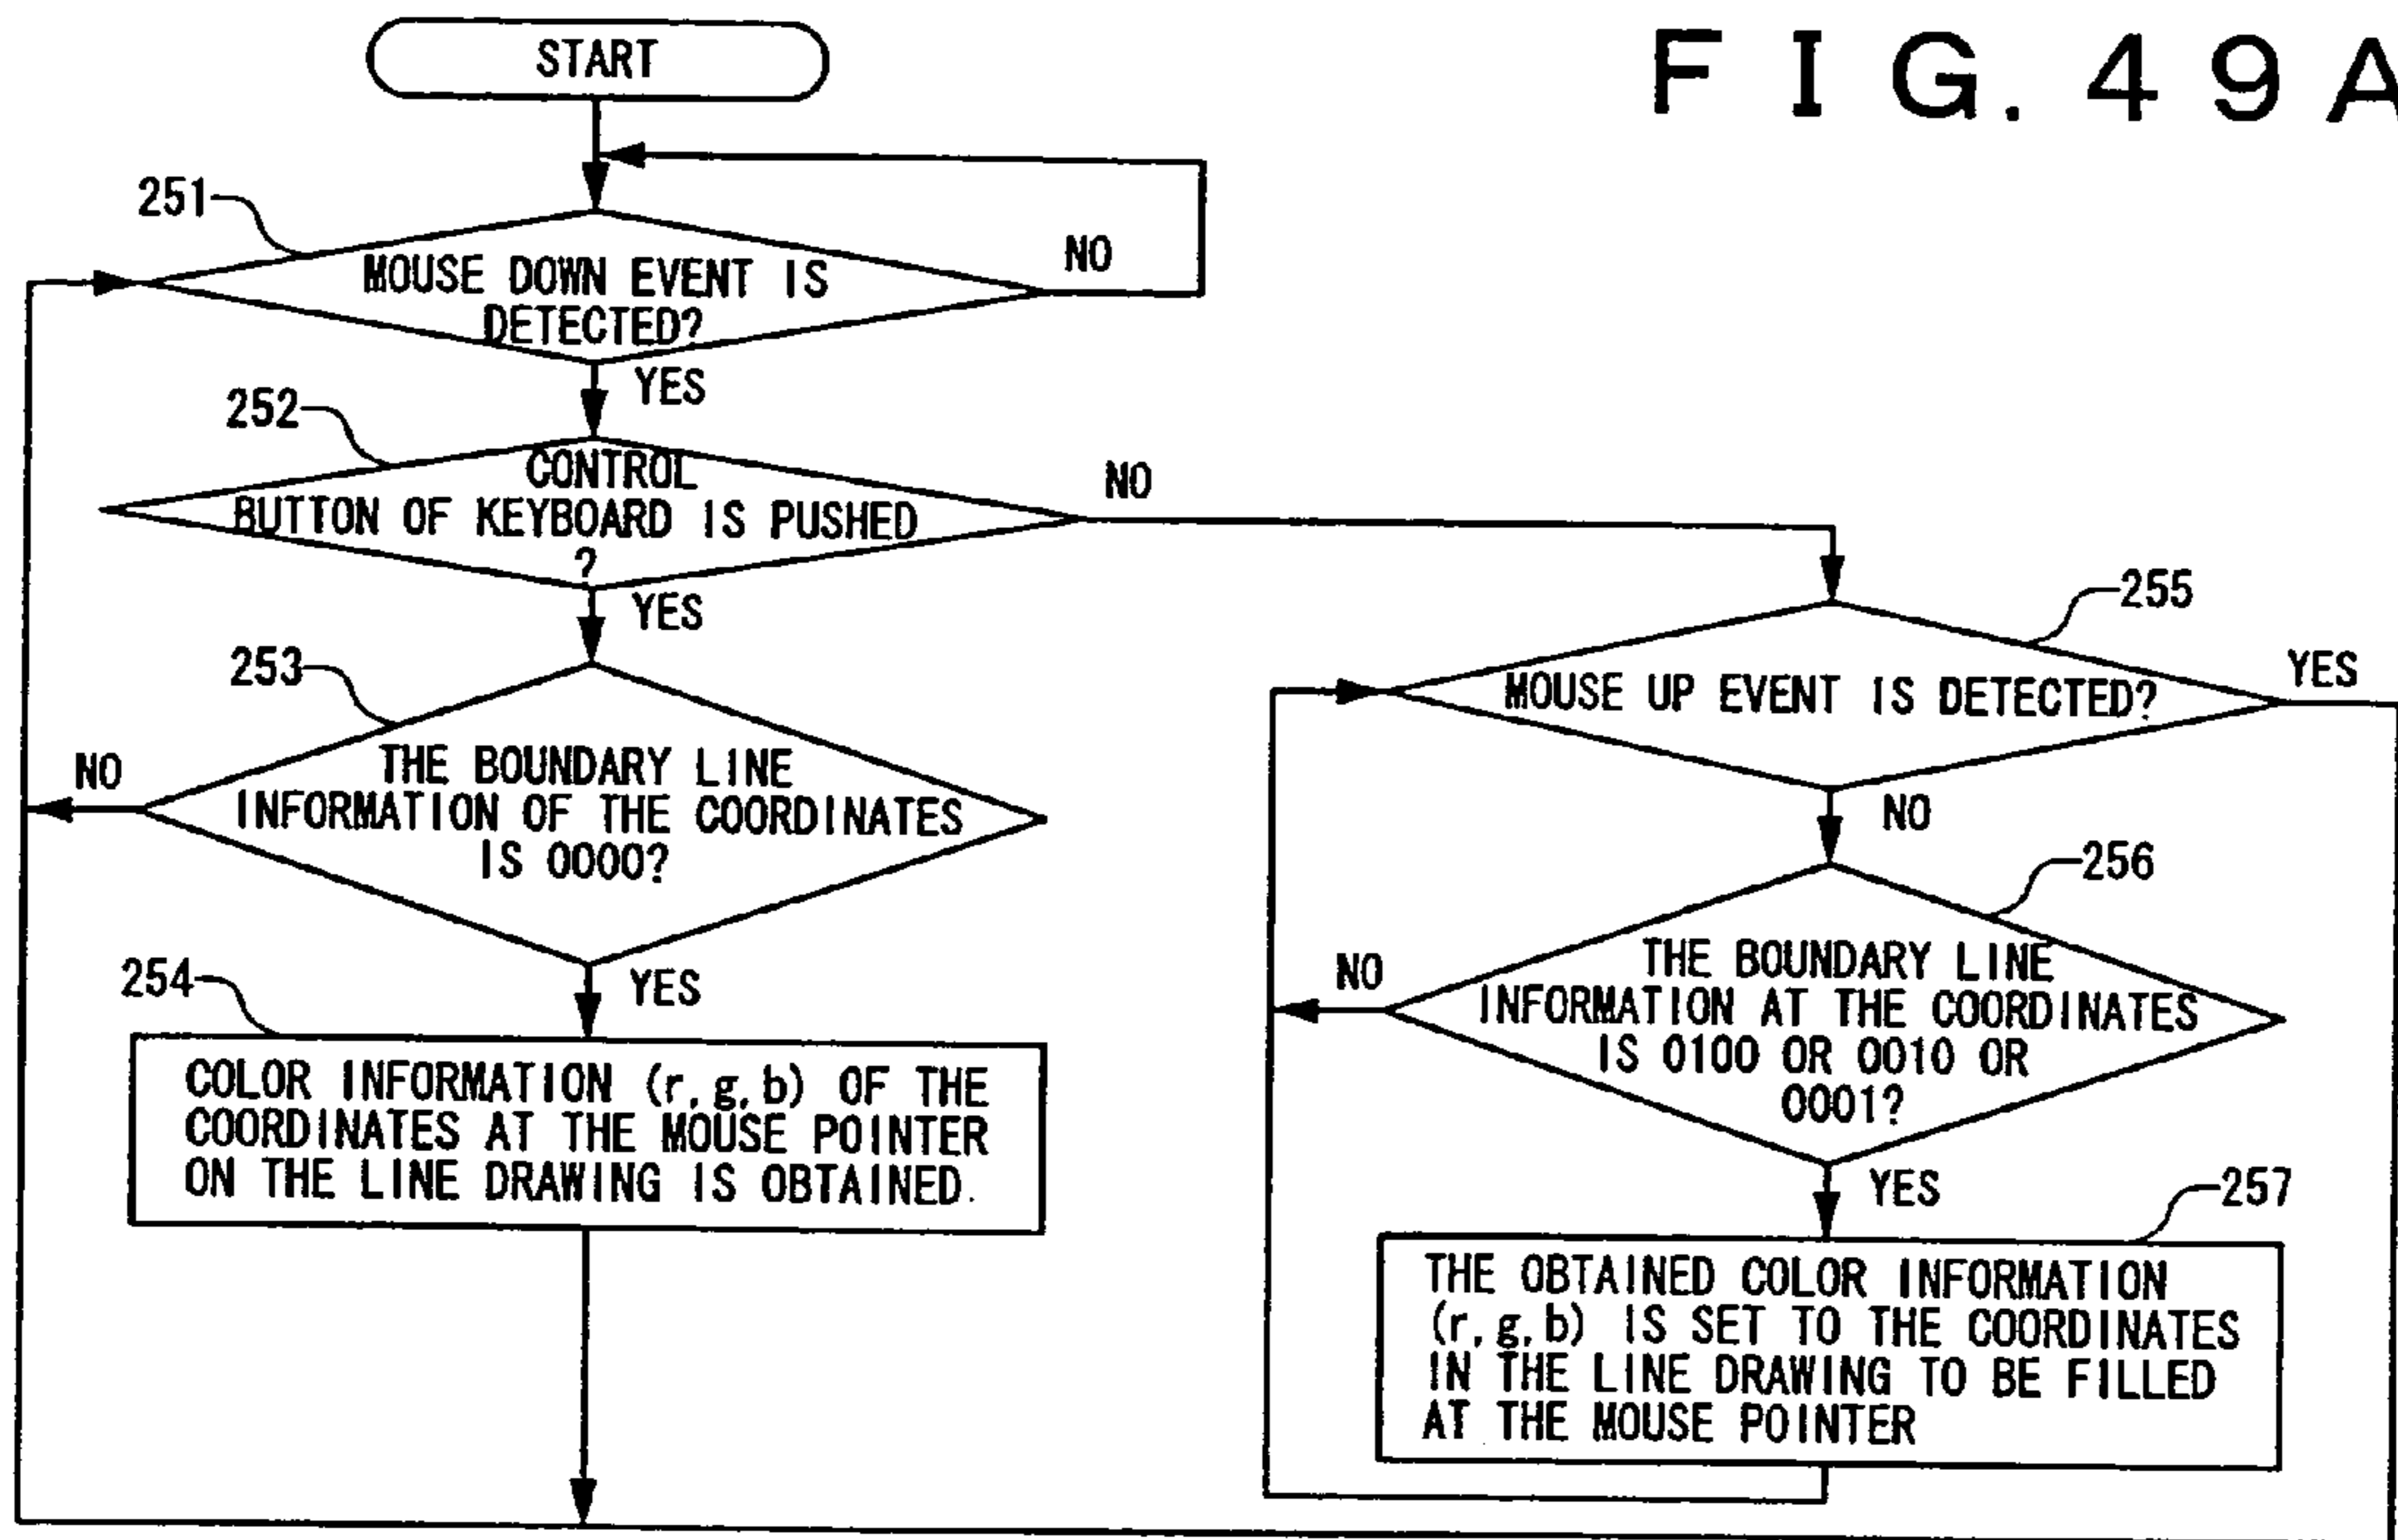 FIG. 49A
START
251
MOUSE DOWN EVENT IS
DETECTED?
NO
YES
252
CONTROL
BUTTON OF KEYBOARD IS PUSHED
?
NO
YES
253
THE BOUNDARY LINE
INFORMATION OF THE COORDINATES
IS 0000?
NO
YES
254
COLOR INFORMATION (r, g, b) OF THE
COORDINATES AT THE MOUSE POINTER
ON THE LINE DRAWING IS OBTAINED.
255
MOUSE UP EVENT IS DETECTED?
YES
NO
256
THE BOUNDARY LINE
INFORMATION AT THE COORDINATES
IS 0100 OR 0010 OR
0001?
NO
YES
257
THE OBTAINED COLOR INFORMATION
(r, g, b) IS SET TO THE COORDINATES
IN THE LINE DRAWING TO BE FILLED
AT THE MOUSE POINTER